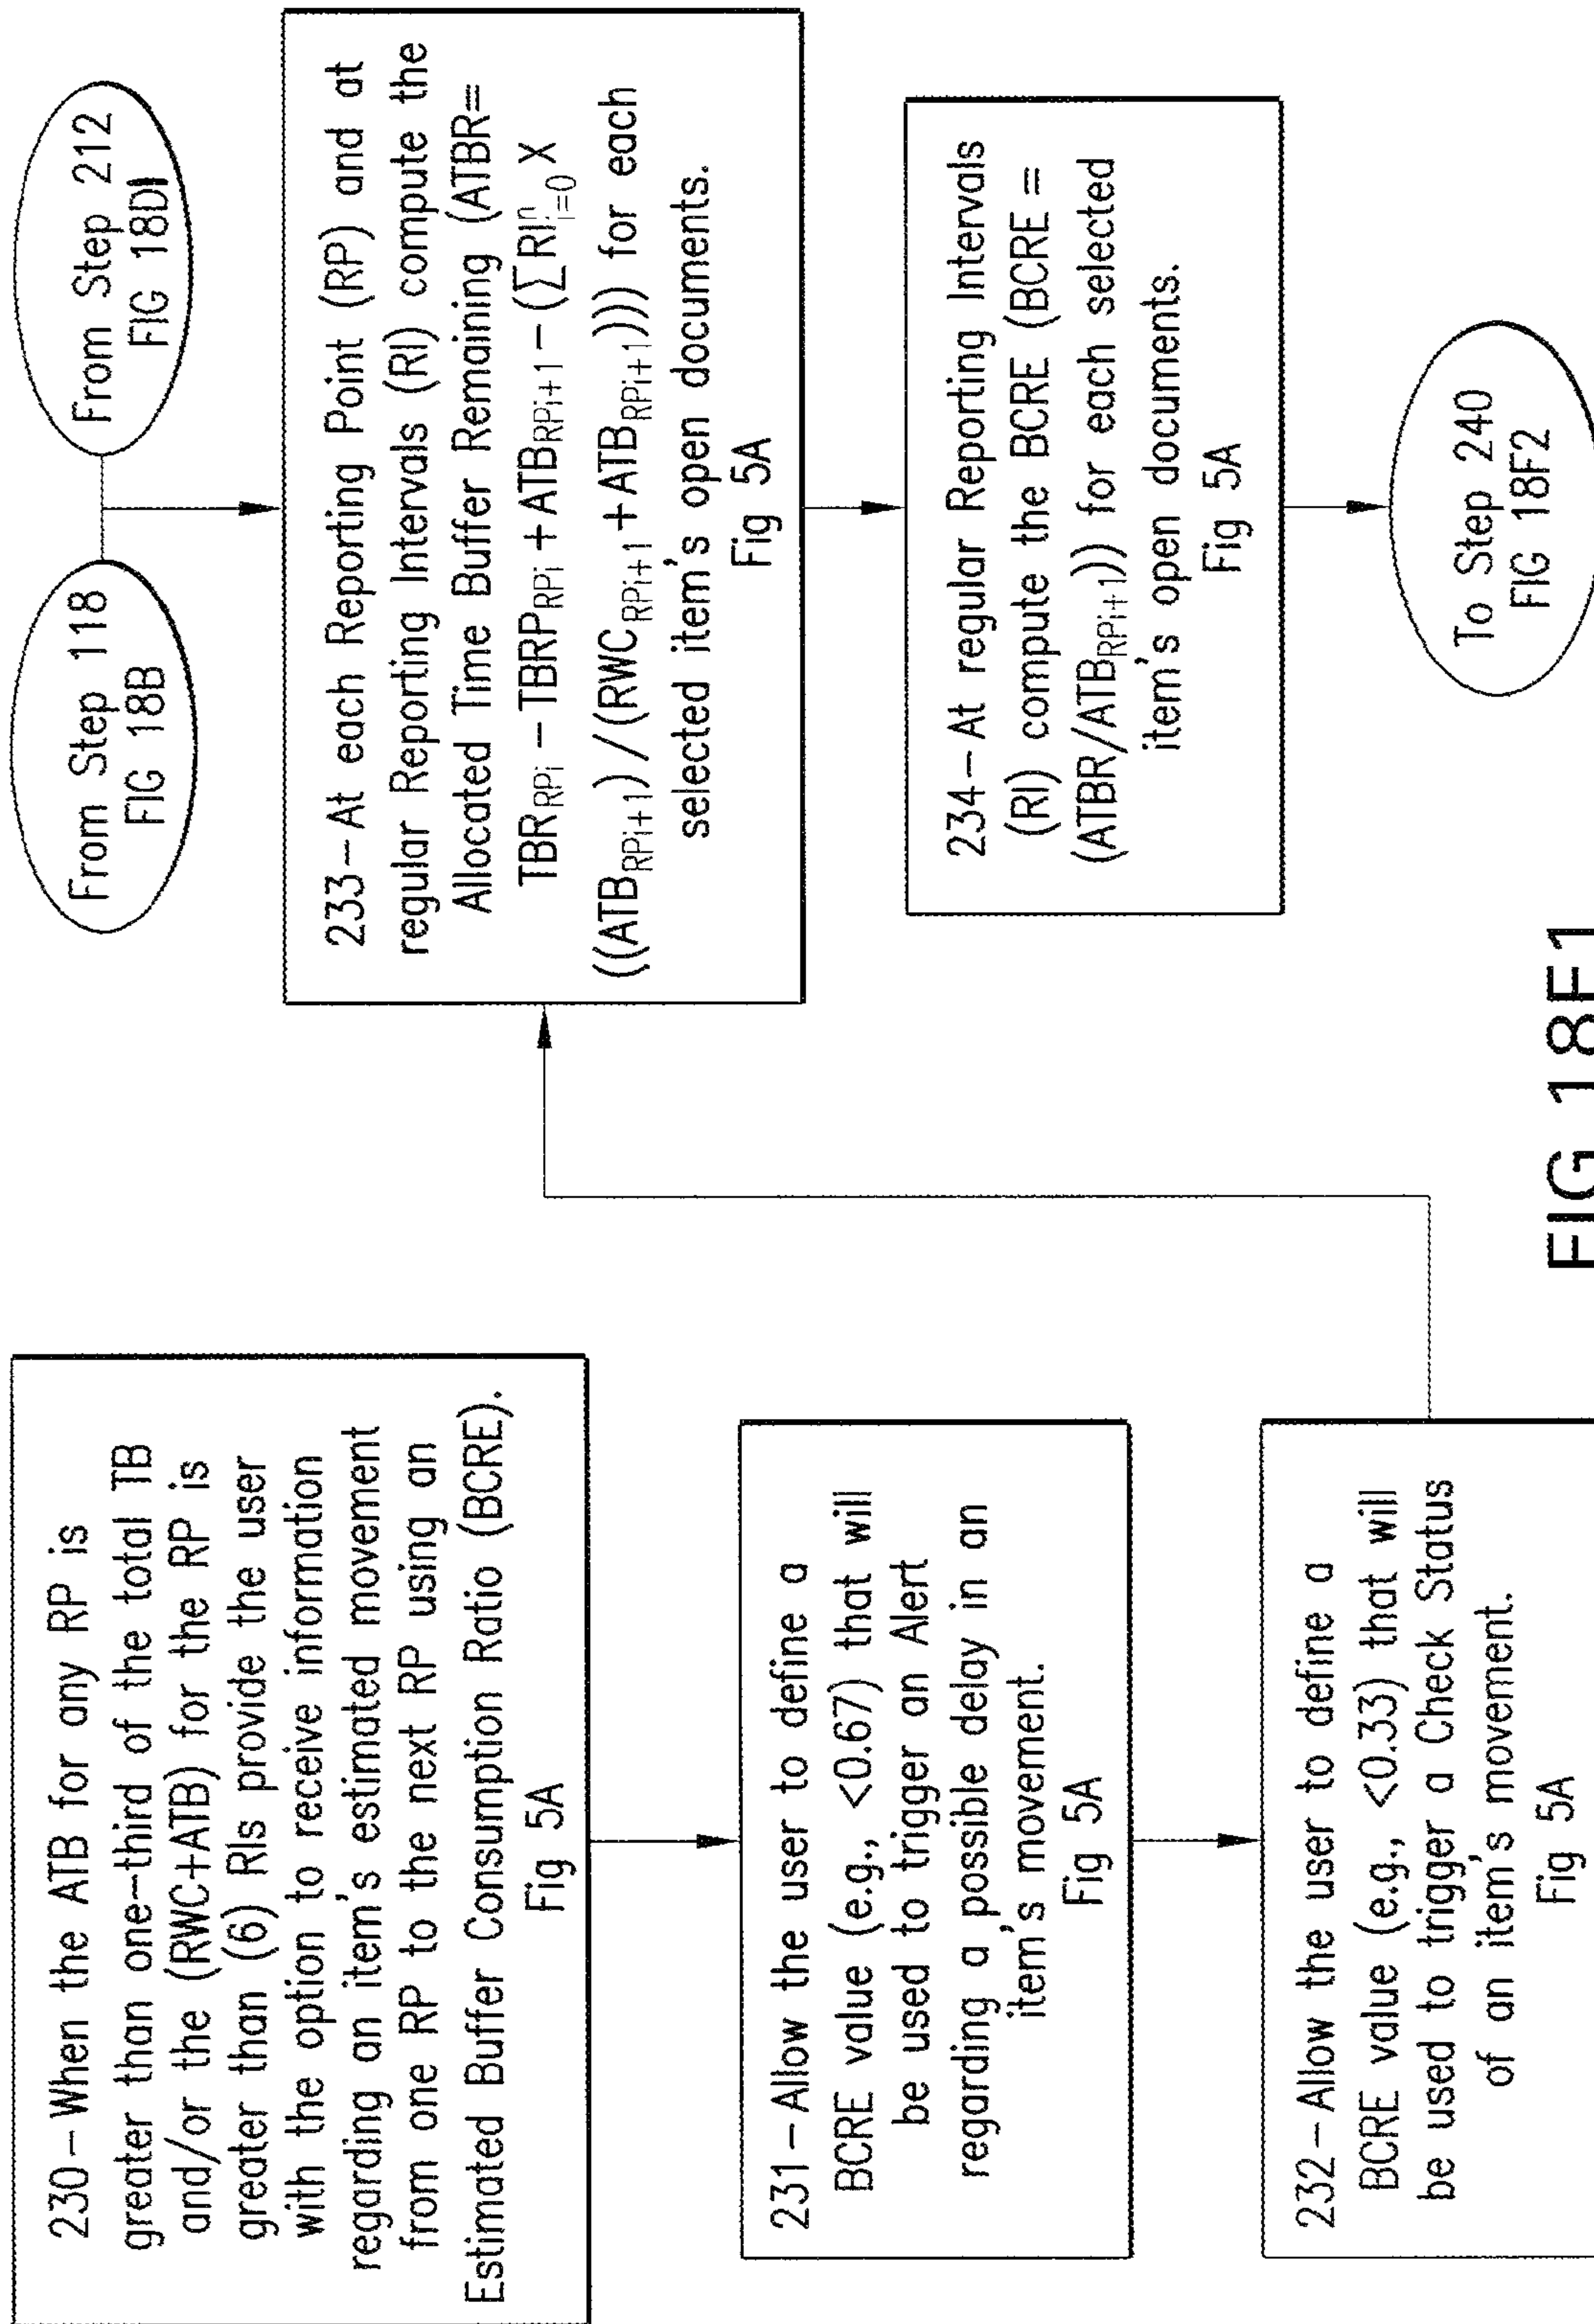 230–When the ATB for any RP is
greater than one-third of the total TB
and/or the (RWC+ATB) for the RP is
greater than (6) RIs provide the user
with the option to receive information
regarding an item's estimated movement
from one RP to the next RP using an
Estimated Buffer Consumption Ratio (BCRE).
Fig 5A
231–Allow the user to define a
BCRE value (e.g., <0.67) that will
be used to trigger an Alert
regarding a possible delay in an
item's movement.
Fig 5A
232–Allow the user to define a
BCRE value (e.g., <0.33) that will
be used to trigger a Check Status
of an item's movement.
Fig 5A
From Step 118
FIG 18B
From Step 212
FIG 18D1
233–At each Reporting Point (RP) and at
regular Reporting Intervals (RI) compute the
Allocated Time Buffer Remaining (ATBR=
TBR_RPi – TBRP_RPi + ATB_RPi+1 – (∑ RI^n_i=0 X
((ATB_RPi+1)/(RWC_RPi+1 + ATB_RPi+1))) for each
selected item's open documents.
Fig 5A
234–At regular Reporting Intervals
(RI) compute the BCRE (BCRE =
(ATBR/ATB_RPi+1)) for each selected
item's open documents.
Fig 5A
To Step 240
FIG 18F2
FIG 18F1